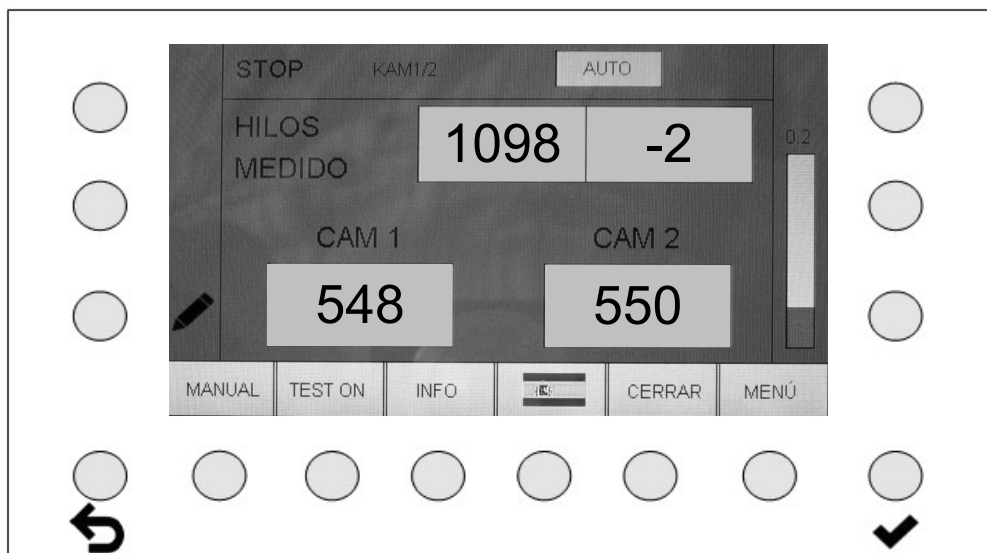 STOP KAM1/2 AUTO
HILOS 1098 -2 0.2
MEDIDO
CAM 1 CAM 2
548 550
MANUAL TEST ON INFO CERRAR MENÚ